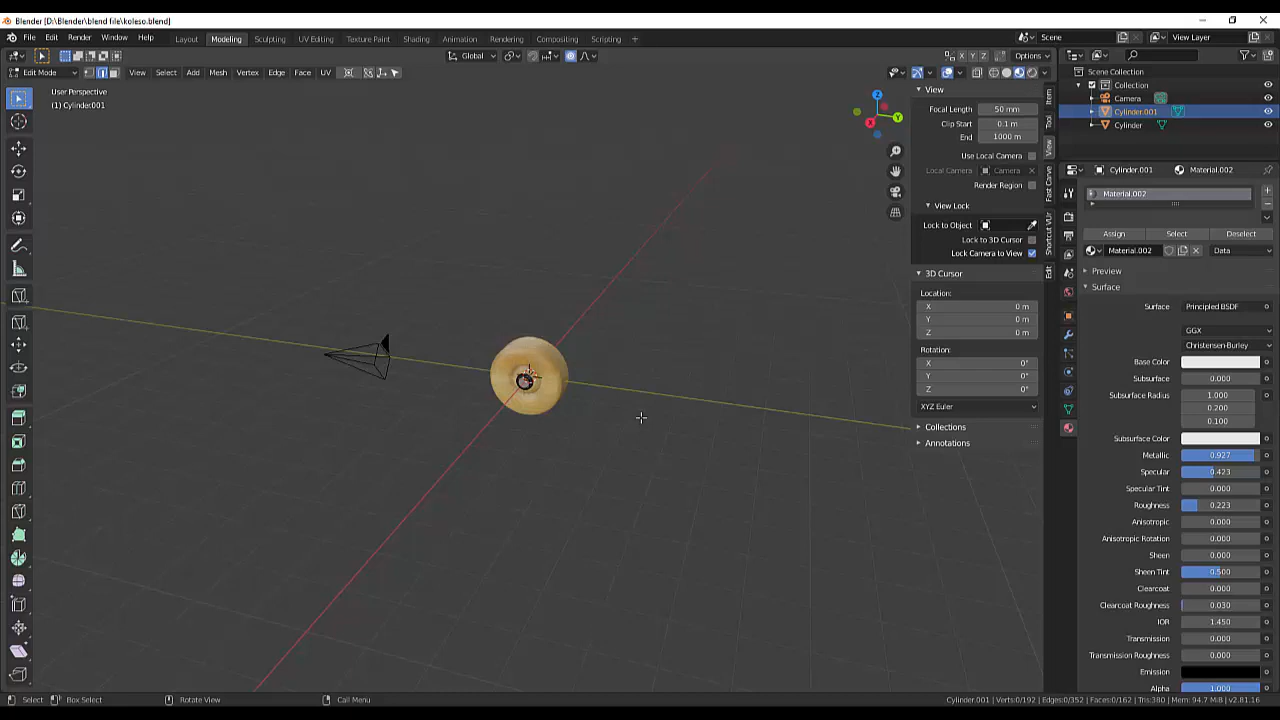 Blender [D:\Blender\blend file\koleso.blend]
File Edit Render Window Help Layout Modeling Sculpting UV Editing Texture Paint Shading Animation Rendering Compositing Scripting + Scene View Layer
Global Options
Edit Mode View Select Add Mesh Vertex Edge Face UV X Y Z
User Perspective
(1) Cylinder.001
Z
Y
X
View
Focal Length 50 mm
Clip Start 0.1 m
End 1000 m
Use Local Camera
Local Camera Camera
Render Region
View Lock
Lock to Object
Lock to 3D Cursor
Lock Camera to View
3D Cursor
Location:
X 0 m
Y 0 m
Z 0 m
Rotation:
X 0°
Y 0°
Z 0°
XYZ Euler
Collections
Annotations
Item
Tool
View
Fast Carve
Shortcut VUr
Edit
Scene Collection
Collection
Camera
Cylinder.001
Cylinder
Cylinder.001 Material.002
Material.002
Assign Select Deselect
Material.002 Data
Preview
Surface
Surface Principled BSDF
GGX
Christensen-Burley
Base Color
Subsurface 0.000
Subsurface Radius 1.000
0.200
0.100
Subsurface Color
Metallic 0.927
Specular 0.423
Specular Tint 0.000
Roughness 0.223
Anisotropic 0.000
Anisotropic Rotation 0.000
Sheen 0.000
Sheen Tint 0.500
Clearcoat 0.000
Clearcoat Roughness 0.030
IOR 1.450
Transmission 0.000
Transmission Roughness 0.000
Emission
Alpha 1.000
Select Box Select Rotate View Call Menu Cylinder.001 | Verts:0/192 | Edges:0/352 | Faces:0/162 | Tris:380 | Mem: 94.7 MiB | v2.81.16